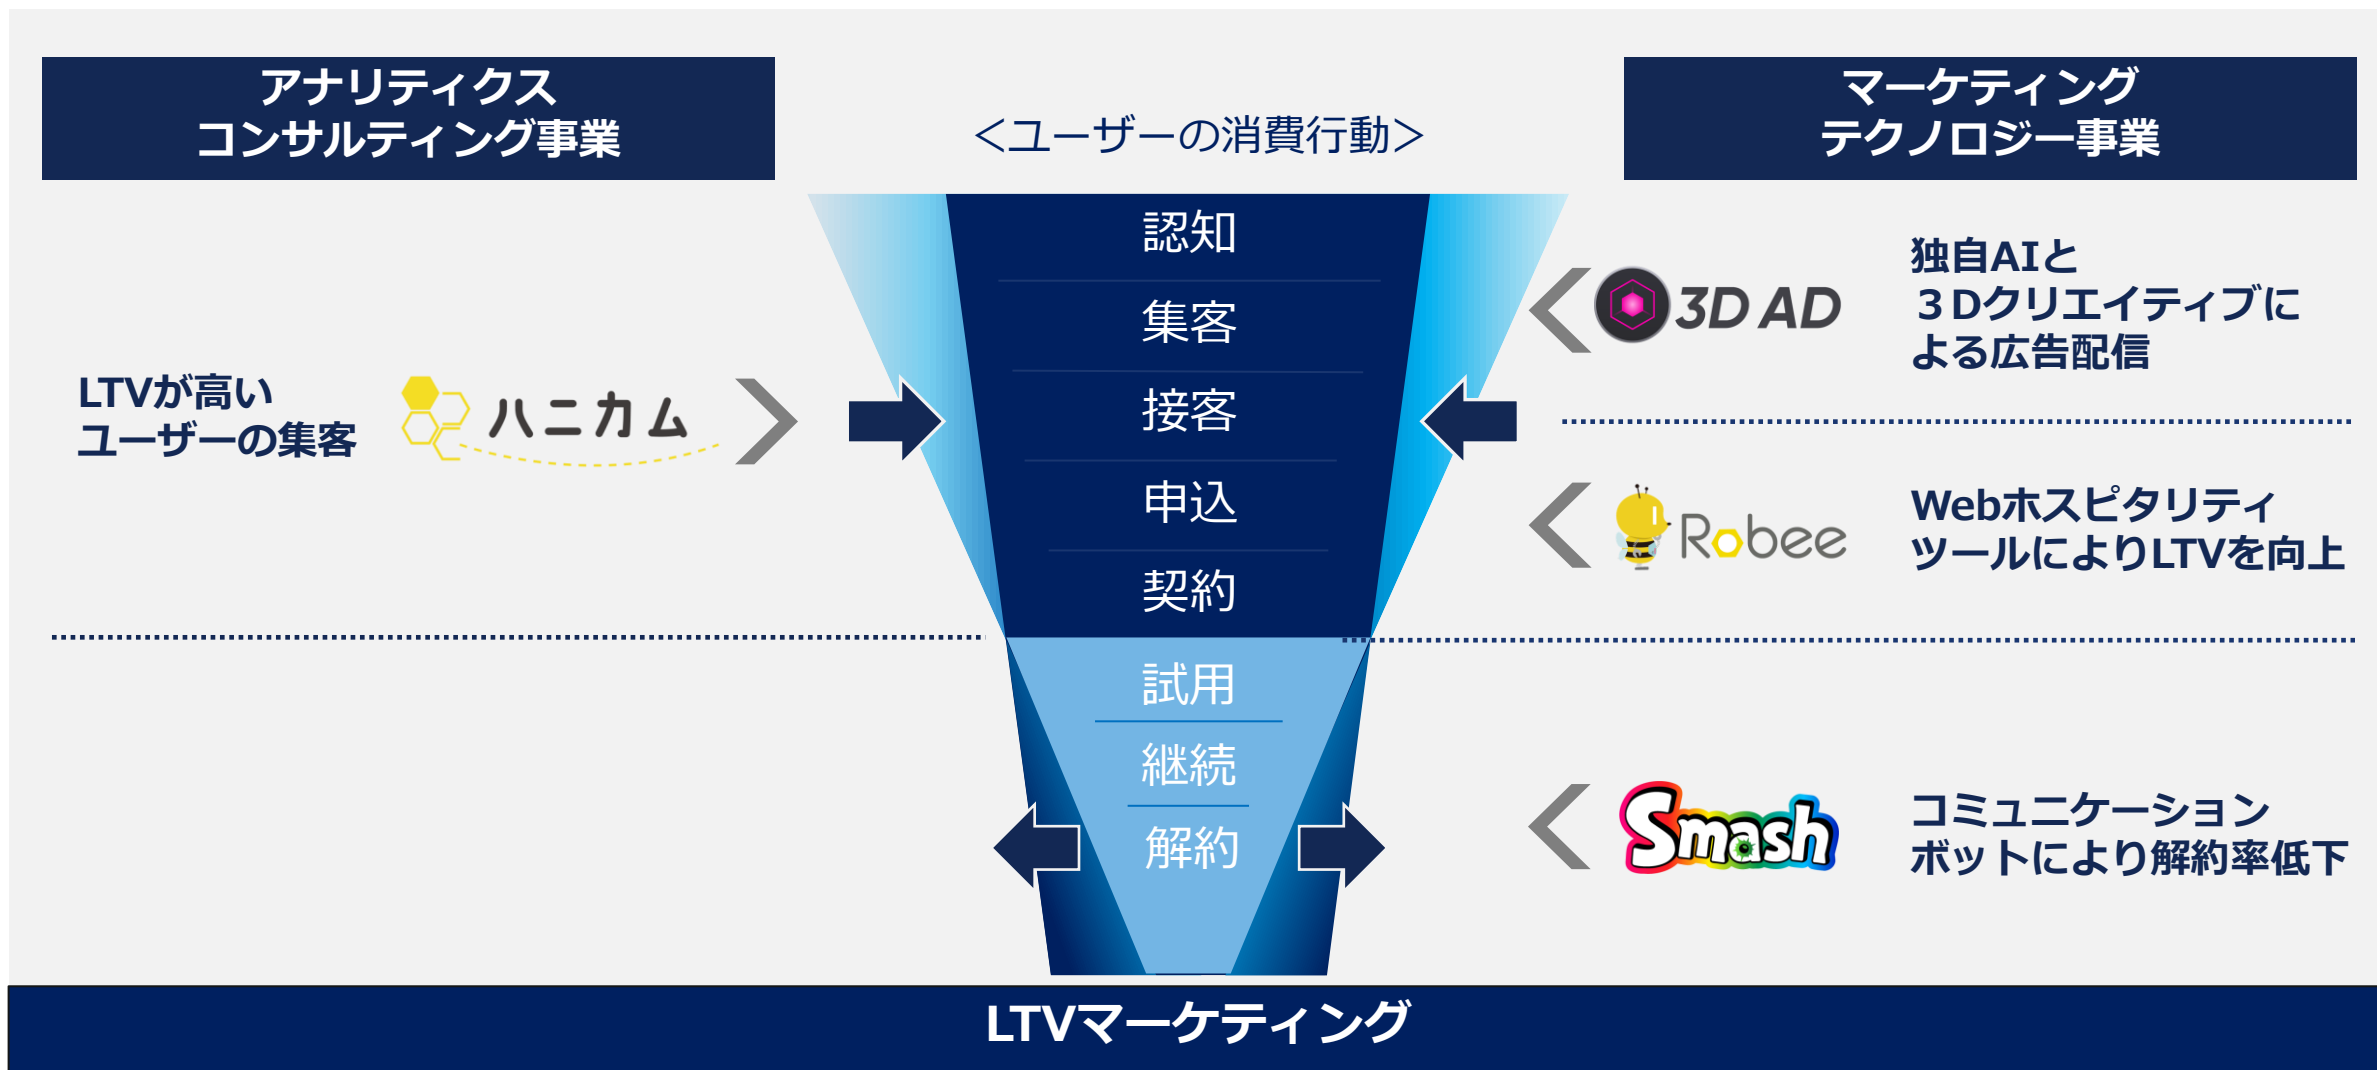 アナリティクス
コンサルティング事業
＜ユーザーの消費行動＞
マーケティング
テクノロジー事業
LTVが高い
ユーザーの集客
ハニカム
認知
集客
接客
申込
契約
試用
継続
解約
3D AD
独自AIと
３Dクリエイティブに
よる広告配信
Robee
Webホスピタリティ
ツールによりLTVを向上
Smash
コミュニケーション
ボットにより解約率低下
LTVマーケティング